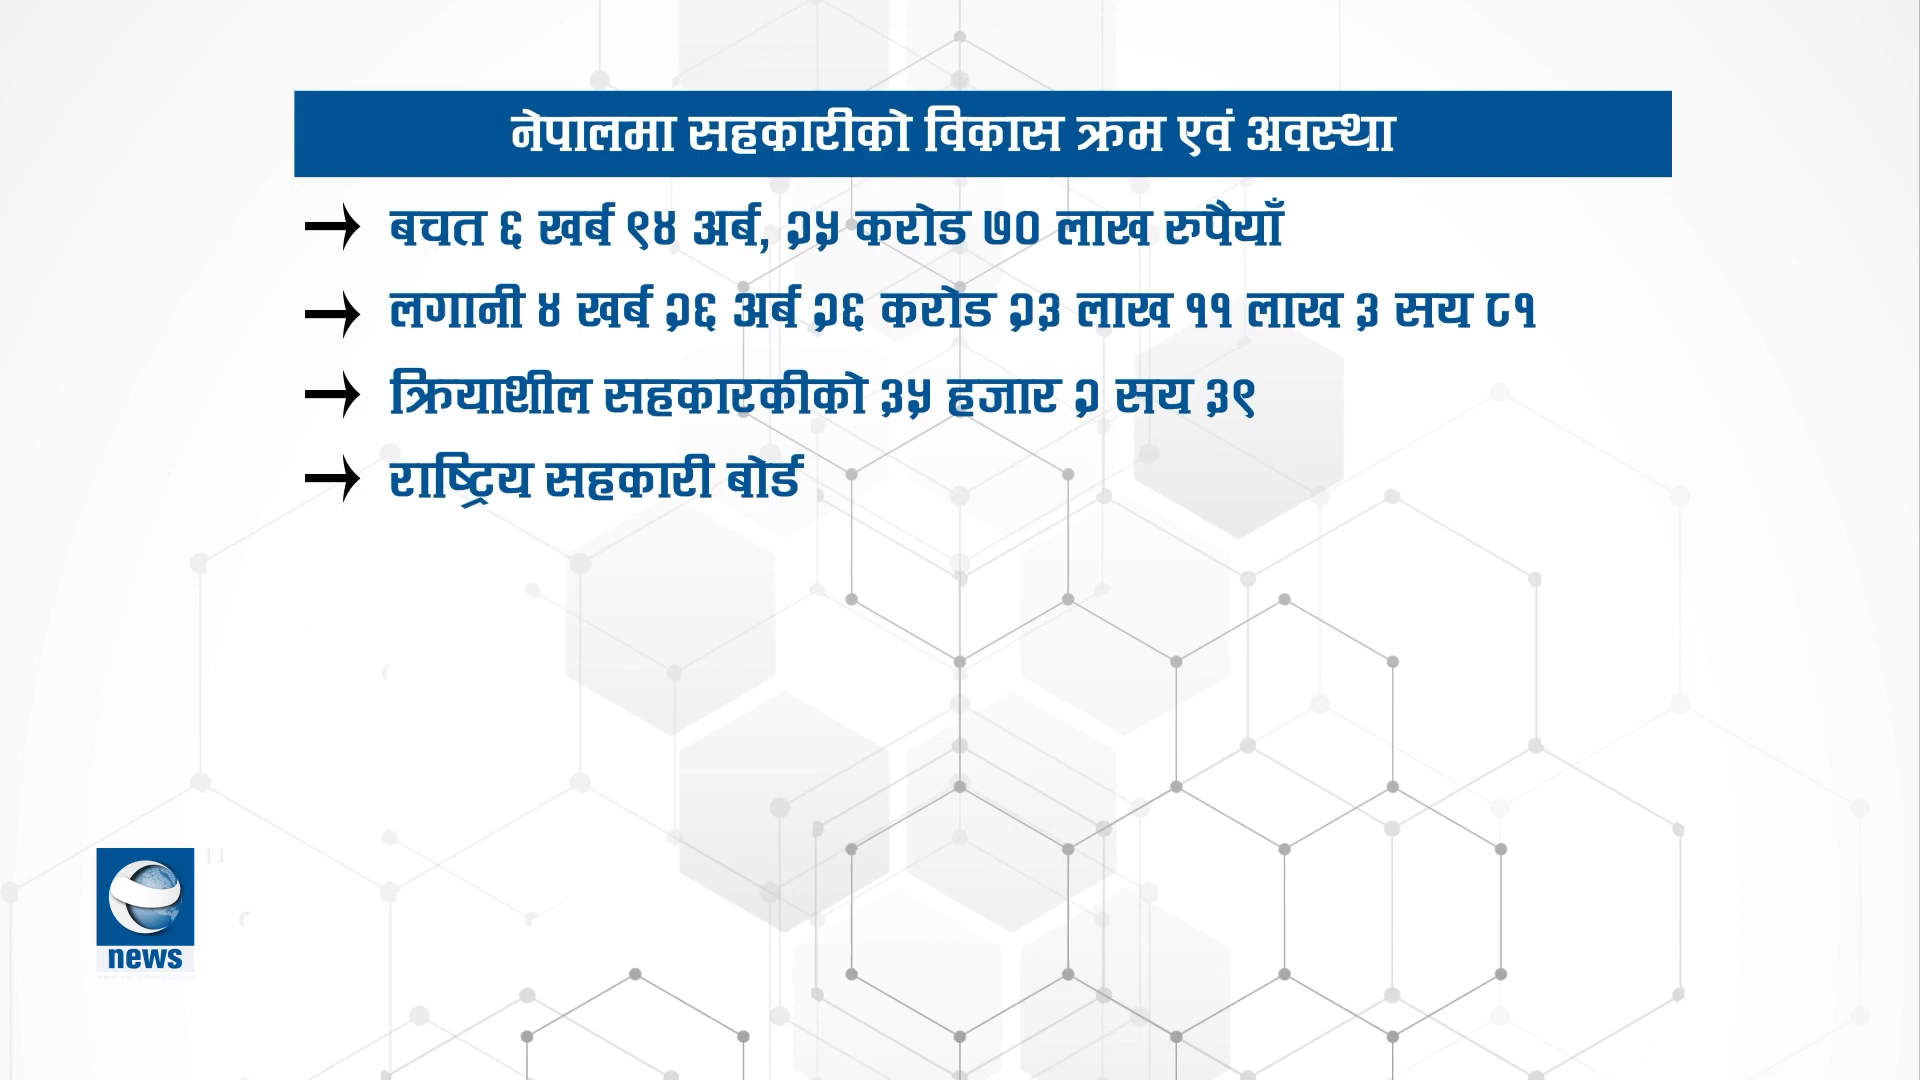 नेपालमा सहकारीको विकास क्रम एवं अवस्था
→ बचत ६ खर्ब ९४ अर्ब, २५ करोड ७० लाख रुपैयाँ
→ लगानी ४ खर्ब २६ अर्ब २६ करोड २३ लाख ११ लाख ३ सय ८१
→ क्रियाशील सहकारकीको ३५ हजार २ सय ३९
→ राष्ट्रिय सहकारी बोर्ड
news